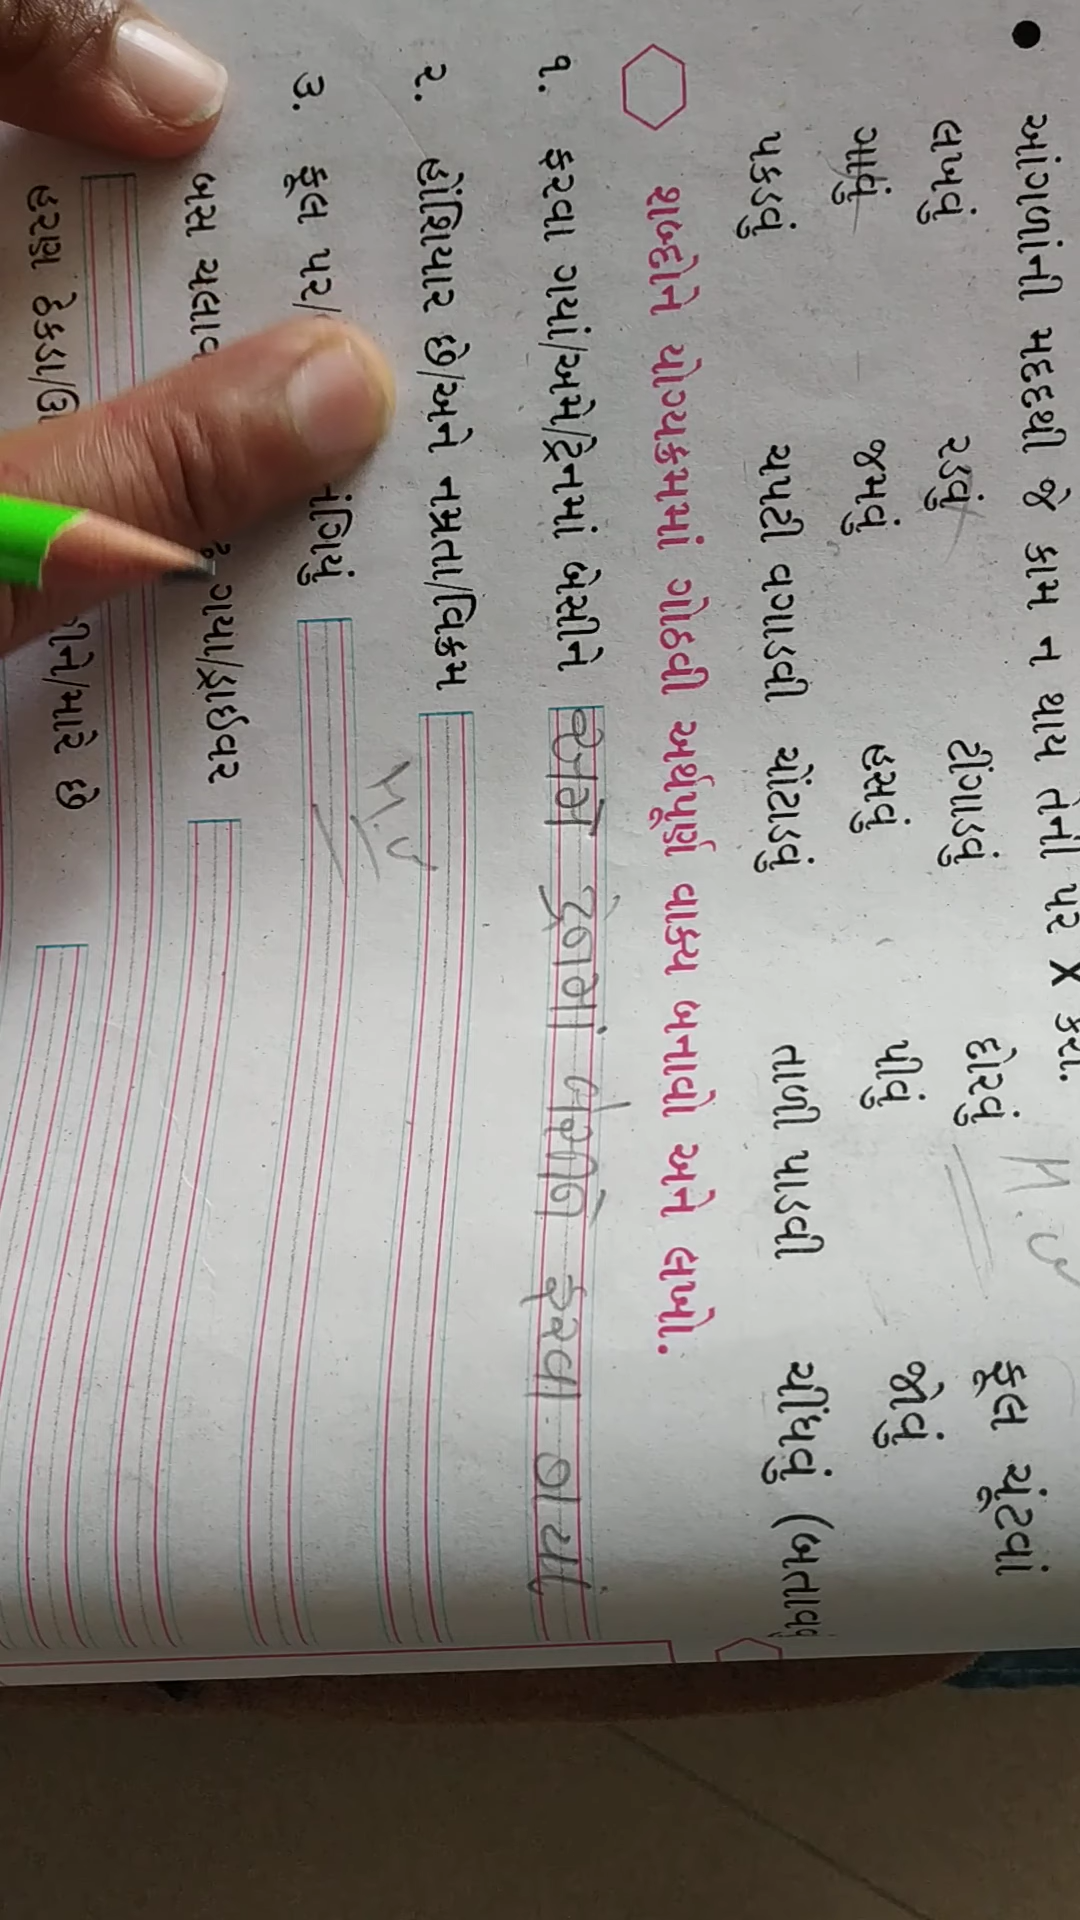 • આંગળાંની મદદથી જે કામ ન થાય તેની પર X કરો.
લખવું રડવું ટીંગાડવું દોરવું ફૂલ ચૂંટવાં
ગાવું જમવું હસવું પીવું જોવું
પકડવું ચપટી વગાડવી ચોંટાડવું તાળી પાડવી ચીંધવું (બતાવવું
શબ્દોને યોગ્યક્રમમાં ગોઠવી અર્થપૂર્ણ વાક્ય બનાવો અને લખો.
૧. ફરવા ગયાં/અમે/ટ્રેનમાં બેસીને અમે ટ્રેનમાં બેસીને ફરવા ગયાં
૨. હોંશિયાર છે/અને નમ્રતા/વિક્રમ
૩. ફૂલ પર/
ગયા/ડ્રાઈવર
બસ
હરણ ઠેકડા/ /મારે છે